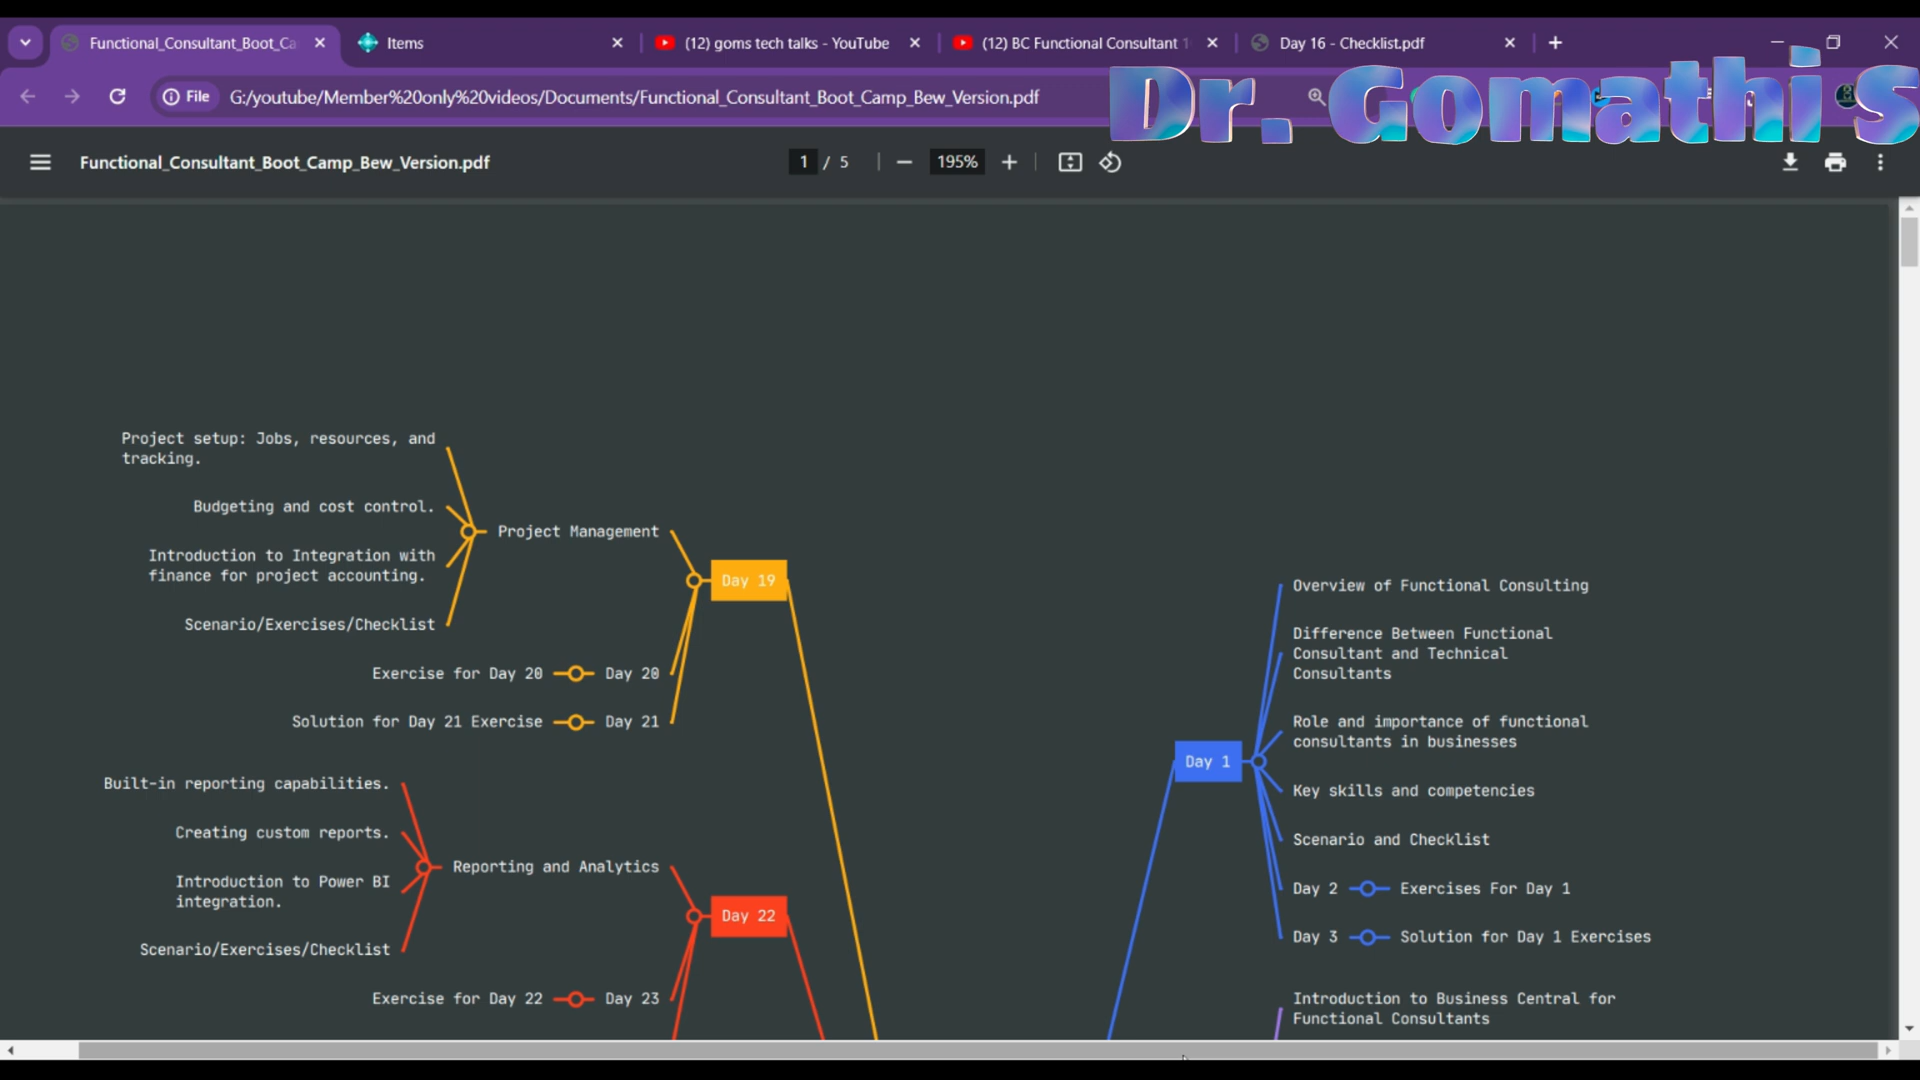 Functional_Consultant_Boot_Ca
Items
(12) goms tech talks - YouTube
(12) BC Functional Consultant 1
Day 16 - Checklist.pdf
File
G:/youtube/Member%20only%20videos/Documents/Functional_Consultant_Boot_Camp_Bew_Version.pdf
Dr. Gomathi S
Functional_Consultant_Boot_Camp_Bew_Version.pdf
1 / 5
195%
Project setup: Jobs, resources, and
tracking.
Budgeting and cost control.
Introduction to Integration with
finance for project accounting.
Scenario/Exercises/Checklist
Project Management
Day 19
Exercise for Day 20
Day 20
Solution for Day 21 Exercise
Day 21
Built-in reporting capabilities.
Creating custom reports.
Introduction to Power BI
integration.
Scenario/Exercises/Checklist
Reporting and Analytics
Day 22
Exercise for Day 22
Day 23
Day 1
Overview of Functional Consulting
Difference Between Functional
Consultant and Technical
Consultants
Role and importance of functional
consultants in businesses
Key skills and competencies
Scenario and Checklist
Day 2
Exercises For Day 1
Day 3
Solution for Day 1 Exercises
Introduction to Business Central for
Functional Consultants